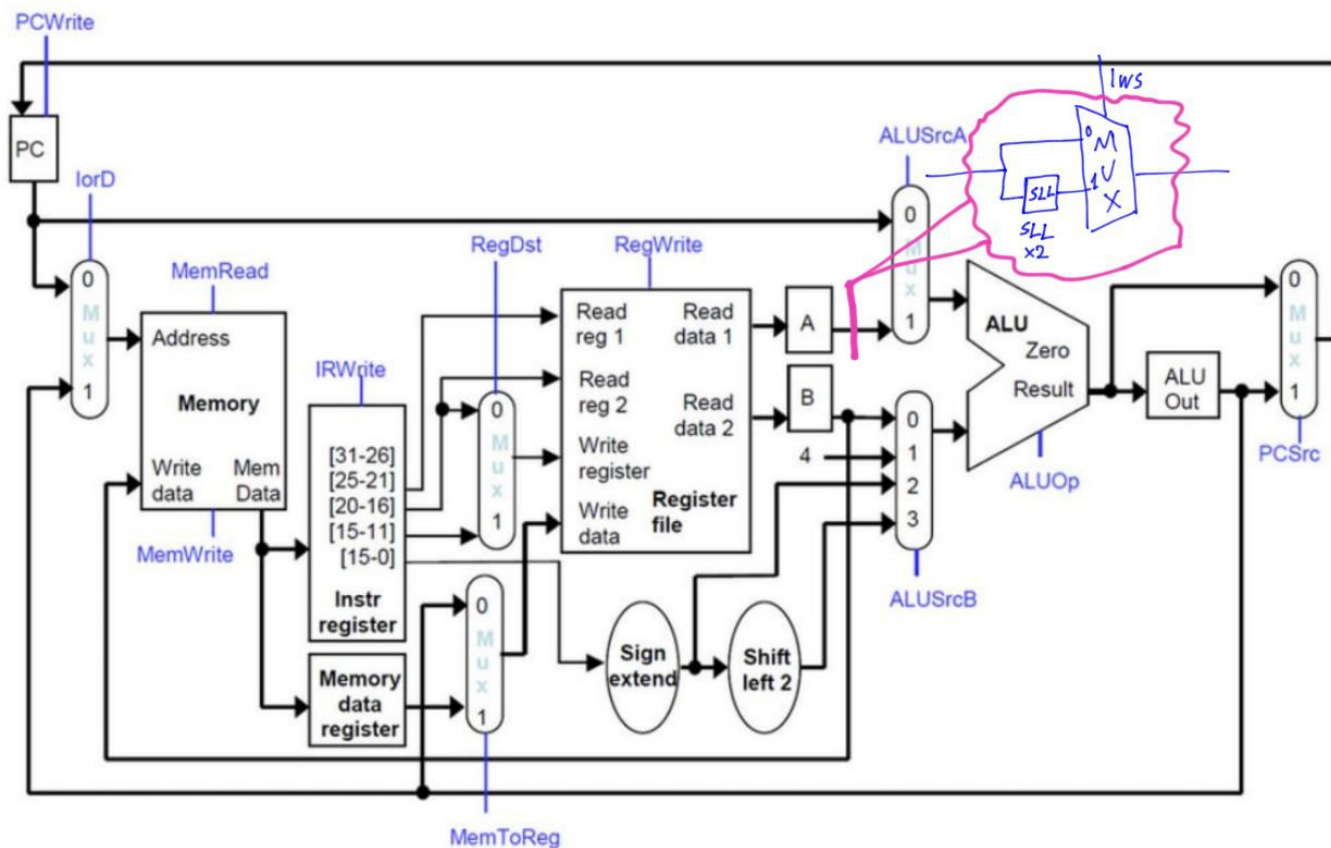 PCWrite
lws
PC
ALUSrcA
0
M
U
X
1
SLL
SLL
x2
IorD
RegDst
RegWrite
MemRead
0
M
u
x
1
Address
Memory
Write
data
Mem
Data
MemWrite
IRWrite
[31-26]
[25-21]
[20-16]
[15-11]
[15-0]
Instr
register
Memory
data
register
0
M
u
x
1
0
M
u
x
1
MemToReg
Read
reg 1
Read
reg 2
Write
register
Write
data
Read
data 1
Read
data 2
Register
file
A
B
4
Sign
extend
Shift
left 2
0
M
u
x
1
0
1
2
3
ALUSrcB
ALU
Zero
Result
ALUOp
ALU
Out
0
M
u
x
1
PCSrc